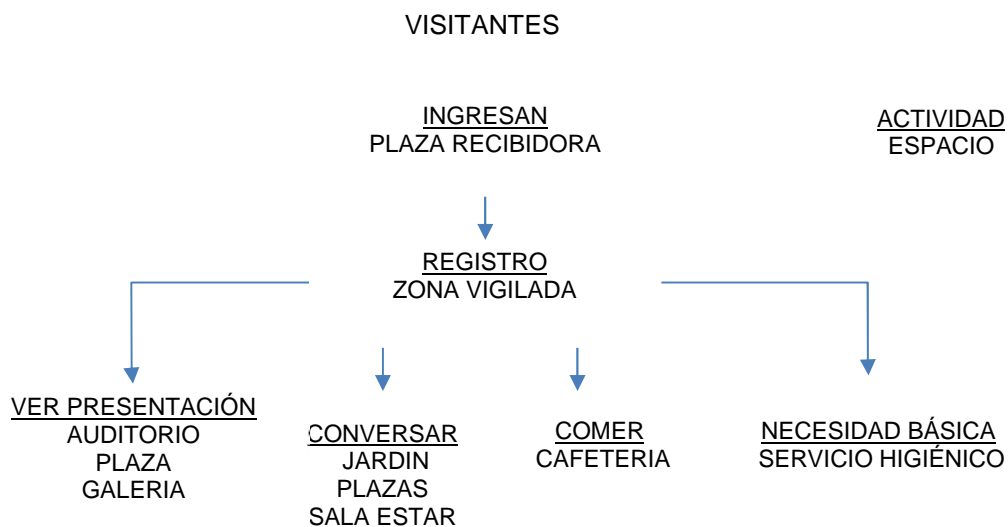 VISITANTES
INGRESAN
PLAZA RECIBIDORA
ACTIVIDAD
ESPACIO
REGISTRO
ZONA VIGILADA
VER PRESENTACIÓN
AUDITORIO
PLAZA
GALERIA
CONVERSAR
JARDIN
PLAZAS
SALA ESTAR
COMER
CAFETERIA
NECESIDAD BÁSICA
SERVICIO HIGIÉNICO